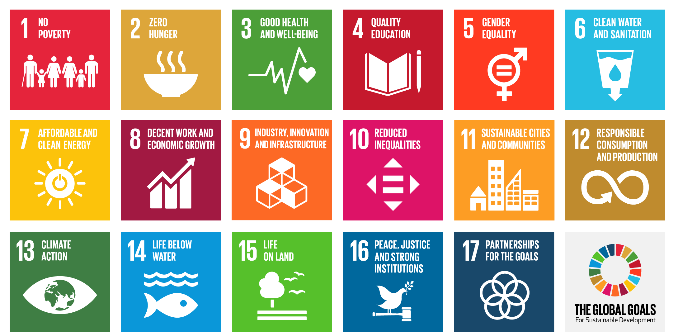 1 NO
POVERTY
2 ZERO
HUNGER
3 GOOD HEALTH
AND WELL-BEING
4 QUALITY
EDUCATION
5 GENDER
EQUALITY
6 CLEAN WATER
AND SANITATION
7 AFFORDABLE AND
CLEAN ENERGY
8 DECENT WORK AND
ECONOMIC GROWTH
9 INDUSTRY, INNOVATION
AND INFRASTRUCTURE
10 REDUCED
INEQUALITIES
11 SUSTAINABLE CITIES
AND COMMUNITIES
12 RESPONSIBLE
CONSUMPTION
AND PRODUCTION
13 CLIMATE
ACTION
14 LIFE BELOW
WATER
15 LIFE
ON LAND
16 PEACE, JUSTICE
AND STRONG
INSTITUTIONS
17 PARTNERSHIPS
FOR THE GOALS
THE GLOBAL GOALS
For Sustainable Development